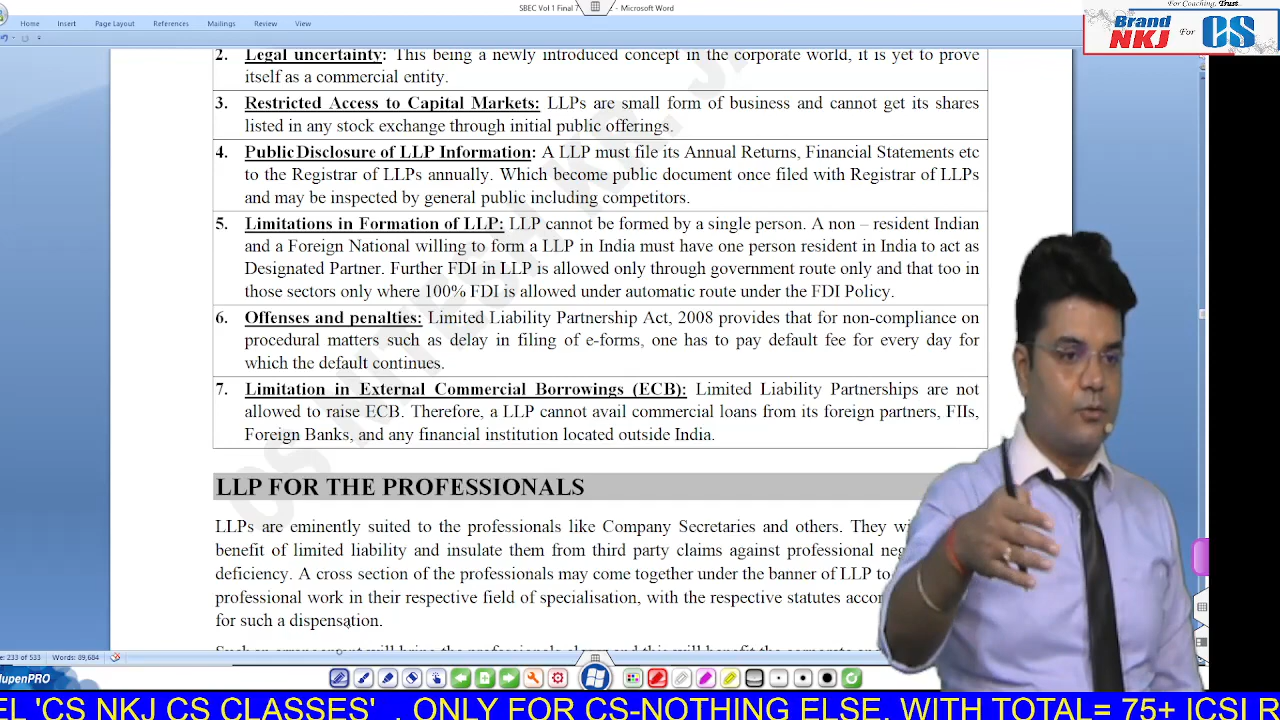 SBEC Vol 1 Final 7 - Microsoft Word
For Coaching, Trust...
Home Insert Page Layout References Mailings Review View
Brand NKJ For CS
2. Legal uncertainty: This being a newly introduced concept in the corporate world, it is yet to prove
itself as a commercial entity.
3. Restricted Access to Capital Markets: LLPs are small form of business and cannot get its shares
listed in any stock exchange through initial public offerings.
4. Public Disclosure of LLP Information: A LLP must file its Annual Returns, Financial Statements etc
to the Registrar of LLPs annually. Which become public document once filed with Registrar of LLPs
and may be inspected by general public including competitors.
5. Limitations in Formation of LLP: LLP cannot be formed by a single person. A non – resident Indian
and a Foreign National willing to form a LLP in India must have one person resident in India to act as
Designated Partner. Further FDI in LLP is allowed only through government route only and that too in
those sectors only where 100% FDI is allowed under automatic route under the FDI Policy.
6. Offenses and penalties: Limited Liability Partnership Act, 2008 provides that for non-compliance on
procedural matters such as delay in filing of e-forms, one has to pay default fee for every day for
which the default continues.
7. Limitation in External Commercial Borrowings (ECB): Limited Liability Partnerships are not
allowed to raise ECB. Therefore, a LLP cannot avail commercial loans from its foreign partners, FIIs,
Foreign Banks, and any financial institution located outside India.
LLP FOR THE PROFESSIONALS
LLPs are eminently suited to the professionals like Company Secretaries and others. They wi
benefit of limited liability and insulate them from third party claims against professional neg
deficiency. A cross section of the professionals may come together under the banner of LLP to
professional work in their respective field of specialisation, with the respective statutes accor
for such a dispensation.
: 233 of 533 Words: 89,684
MupenPRO
EL 'CS NKJ CS CLASSES' ..ONLY FOR CS-NOTHING ELSE, WITH TOTAL= 75+ ICSI R